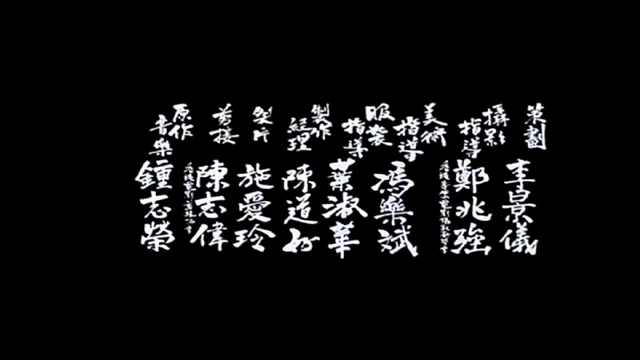 策劃
李景儀
攝影指導
鄭兆強
美術指導
馮樂斌
服裝指導
葉淑華
製作經理
陳道
製片
施愛玲
剪接
陳志偉
原作音樂
鍾志榮